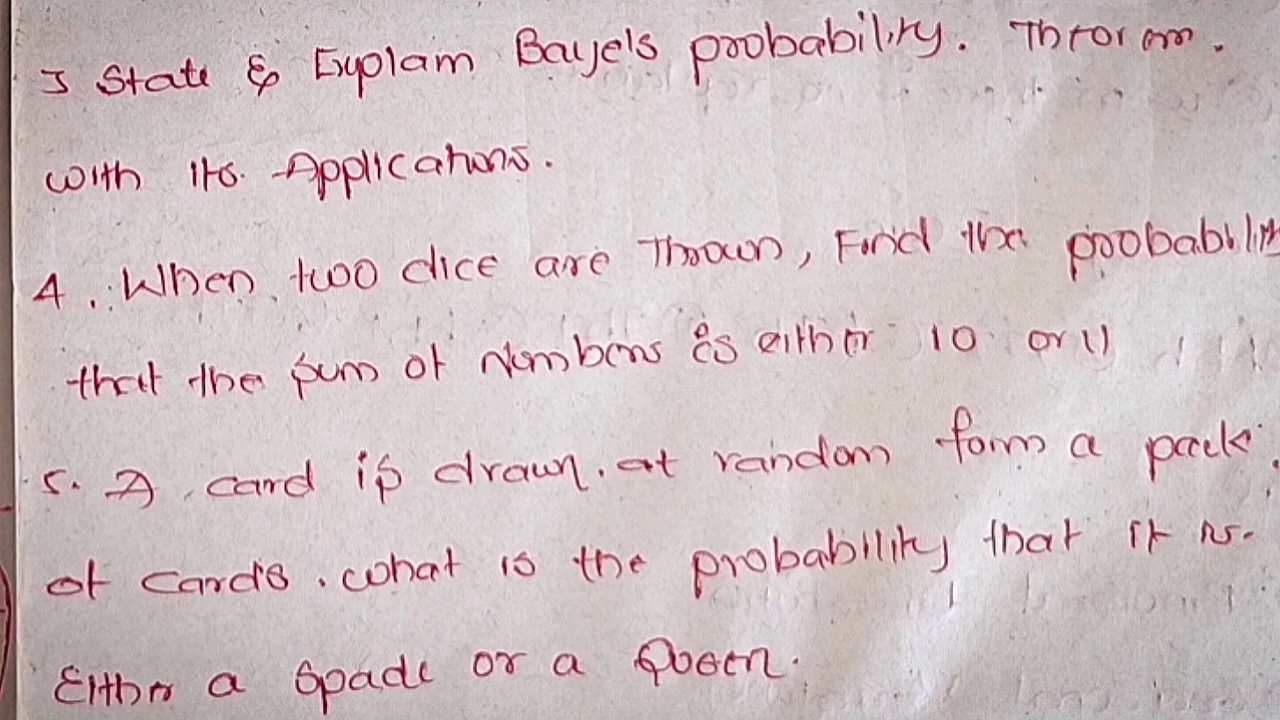 3 State & Explain Baye's probability. Theorem.
with its Applications.
4. When two dice are Thrown, Find the probability
that the sum of numbers is either 10 or 11
5. A card is drawn. at random form a pack
of cards. what is the probability that it is.
Either a Spade or a Queen.